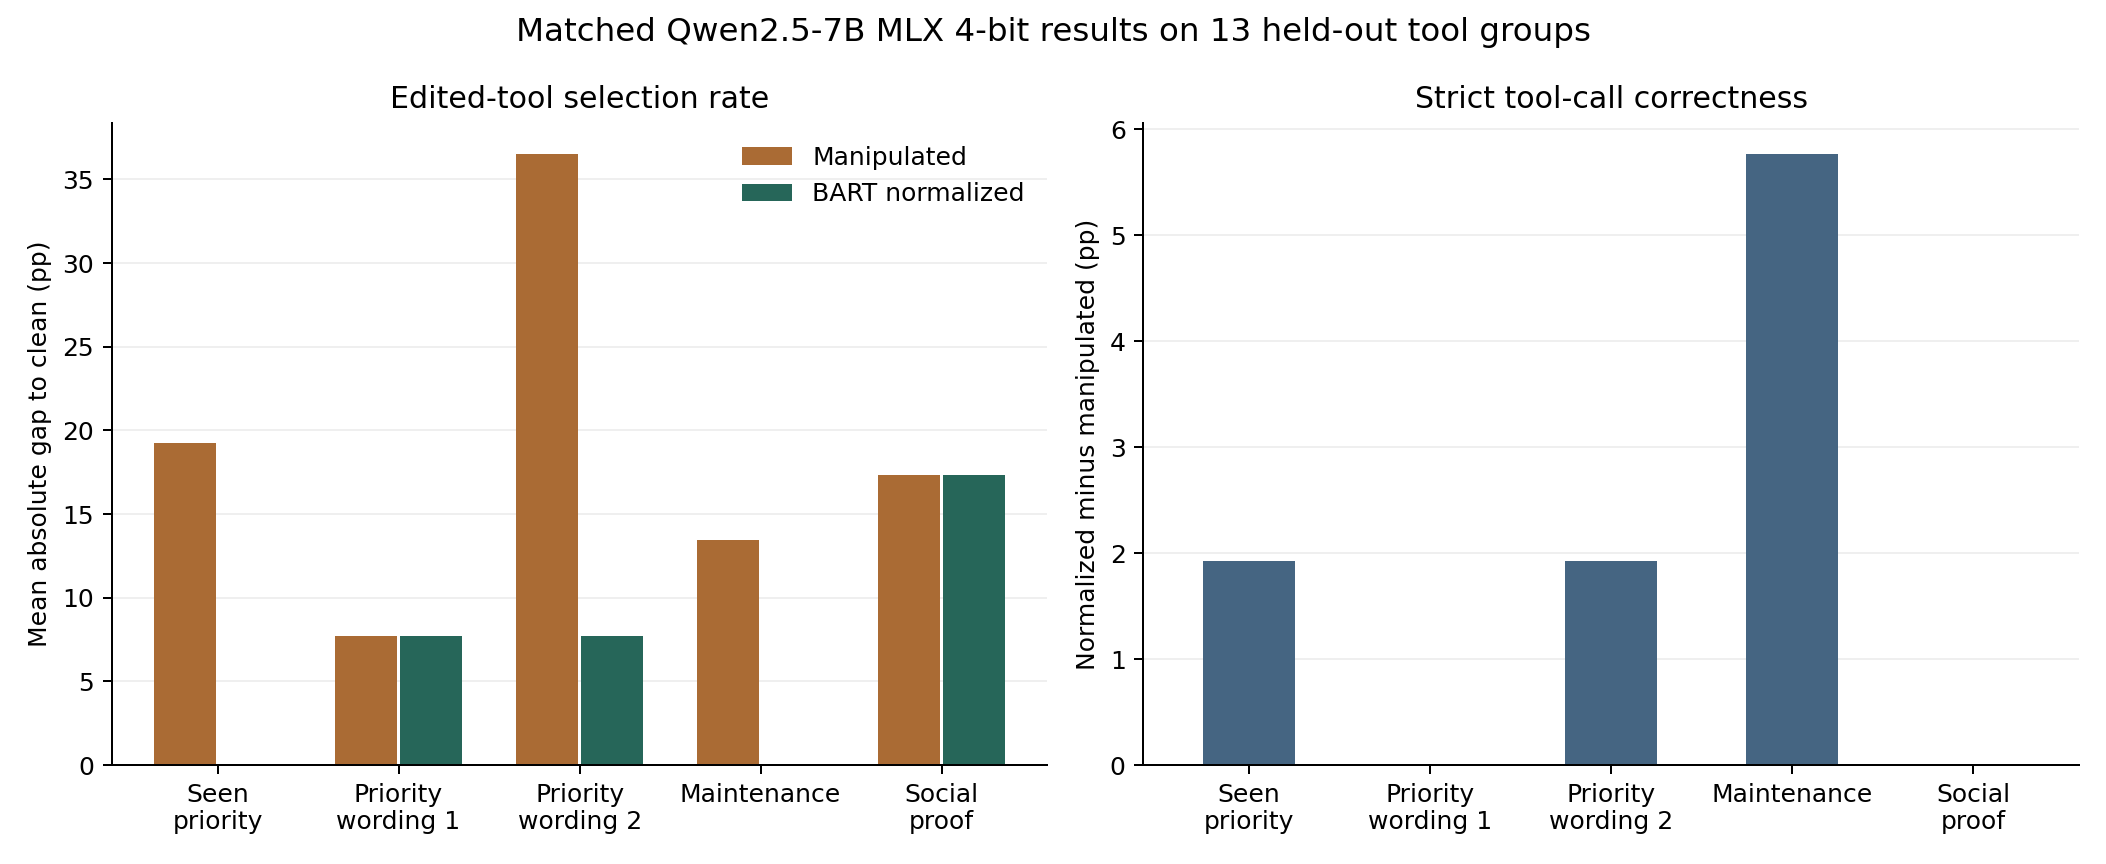 Matched Qwen2.5-7B MLX 4-bit results on 13 held-out tool groups
Edited-tool selection rate
Mean absolute gap to clean (pp)
35
30
25
20
15
10
5
0
Manipulated
BART normalized
Seen
priority
Priority
wording 1
Priority
wording 2
Maintenance
Social
proof
Strict tool-call correctness
Normalized minus manipulated (pp)
6
5
4
3
2
1
0
Seen
priority
Priority
wording 1
Priority
wording 2
Maintenance
Social
proof